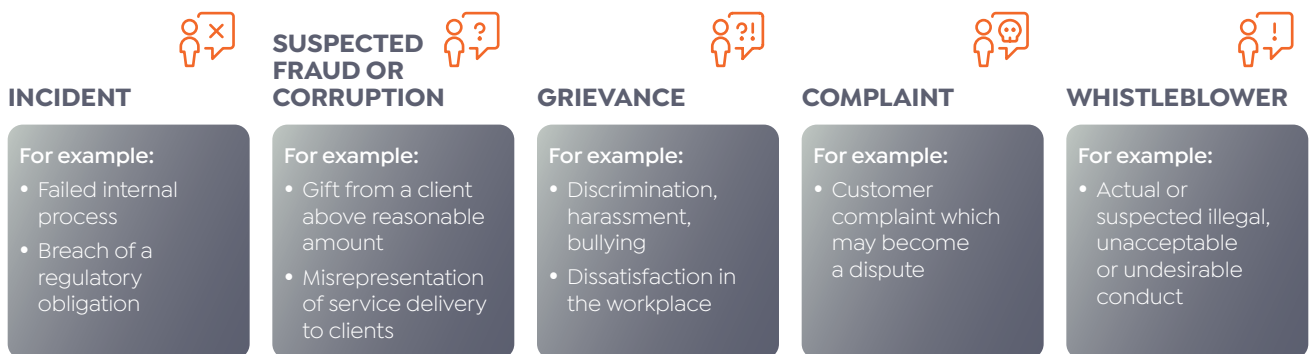 INCIDENT
For example:
• Failed internal
process
• Breach of a
regulatory
obligation
SUSPECTED
FRAUD OR
CORRUPTION
For example:
• Gift from a client
above reasonable
amount
• Misrepresentation
of service delivery
to clients
GRIEVANCE
For example:
• Discrimination,
harassment,
bullying
• Dissatisfaction in
the workplace
COMPLAINT
For example:
• Customer
complaint which
may become
a dispute
WHISTLEBLOWER
For example:
• Actual or
suspected illegal,
unacceptable
or undesirable
conduct